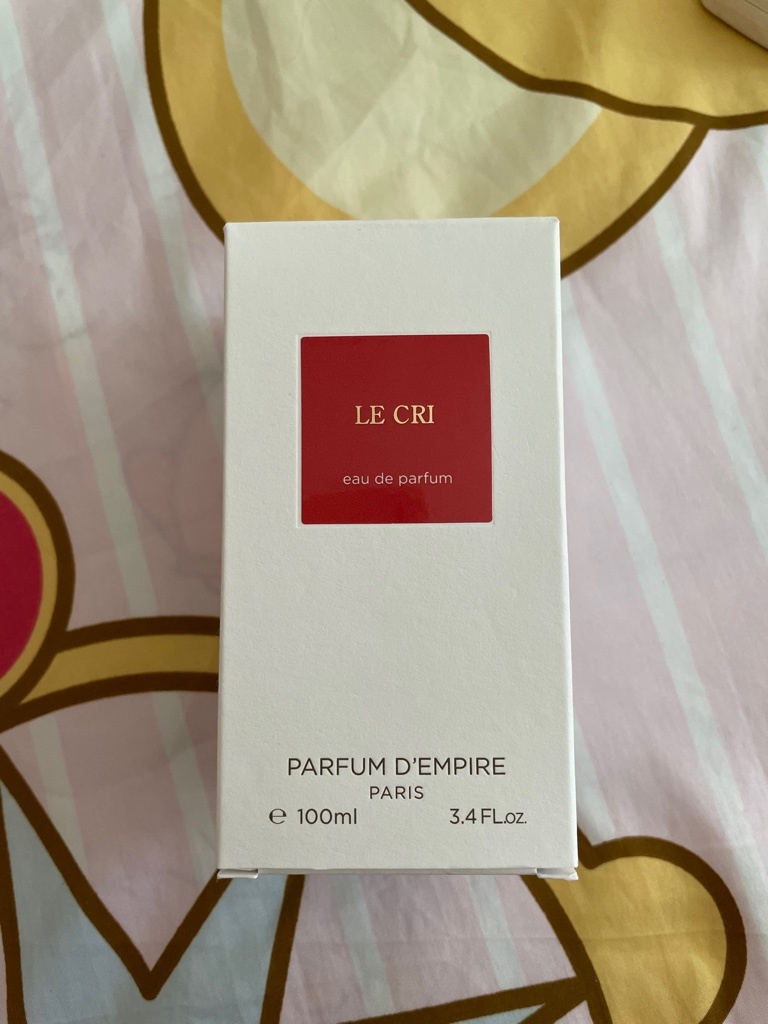 LE CRI
eau de parfum
PARFUM D'EMPIRE
PARIS
℮ 100ml 3.4 FL.oz.